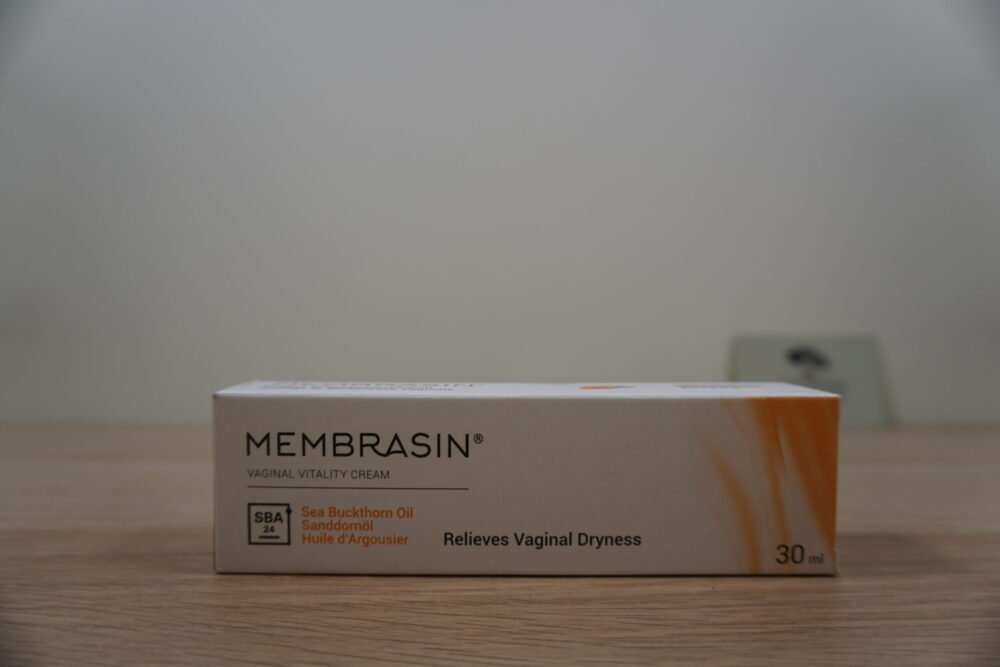 MEMBRASIN®
VAGINAL VITALITY CREAM
SBA
24
Sea Buckthorn Oil
Sanddornöl
Huile d'Argousier
Relieves Vaginal Dryness
30 ml